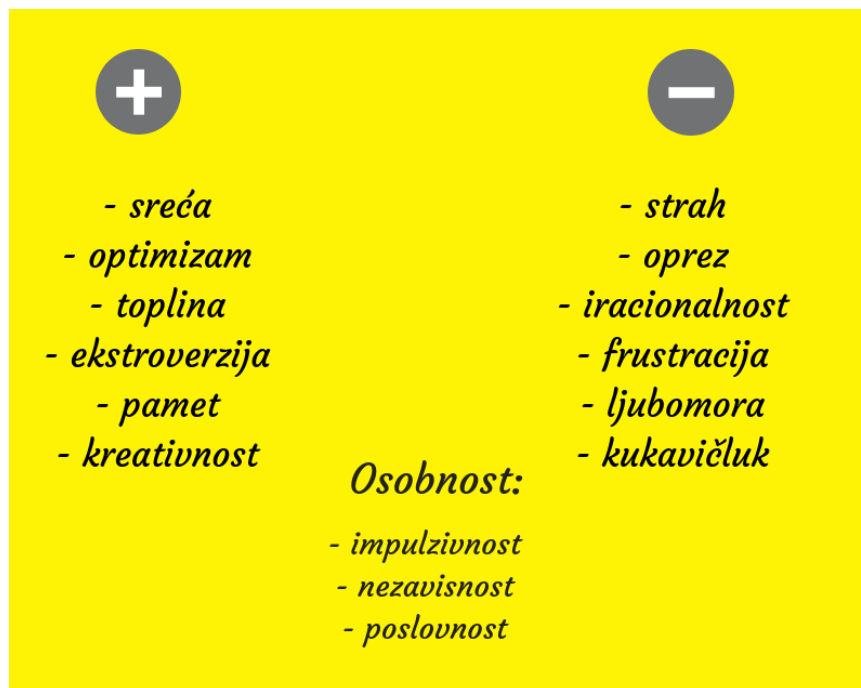 - sreća
- optimizam
- toplina
- ekstroverzija
- pamet
- kreativnost
- strah
- oprez
- iracionalnost
- frustracija
- ljubomora
- kukavičluk
Osobnost:
- impulzivnost
- nezavisnost
- poslovnost